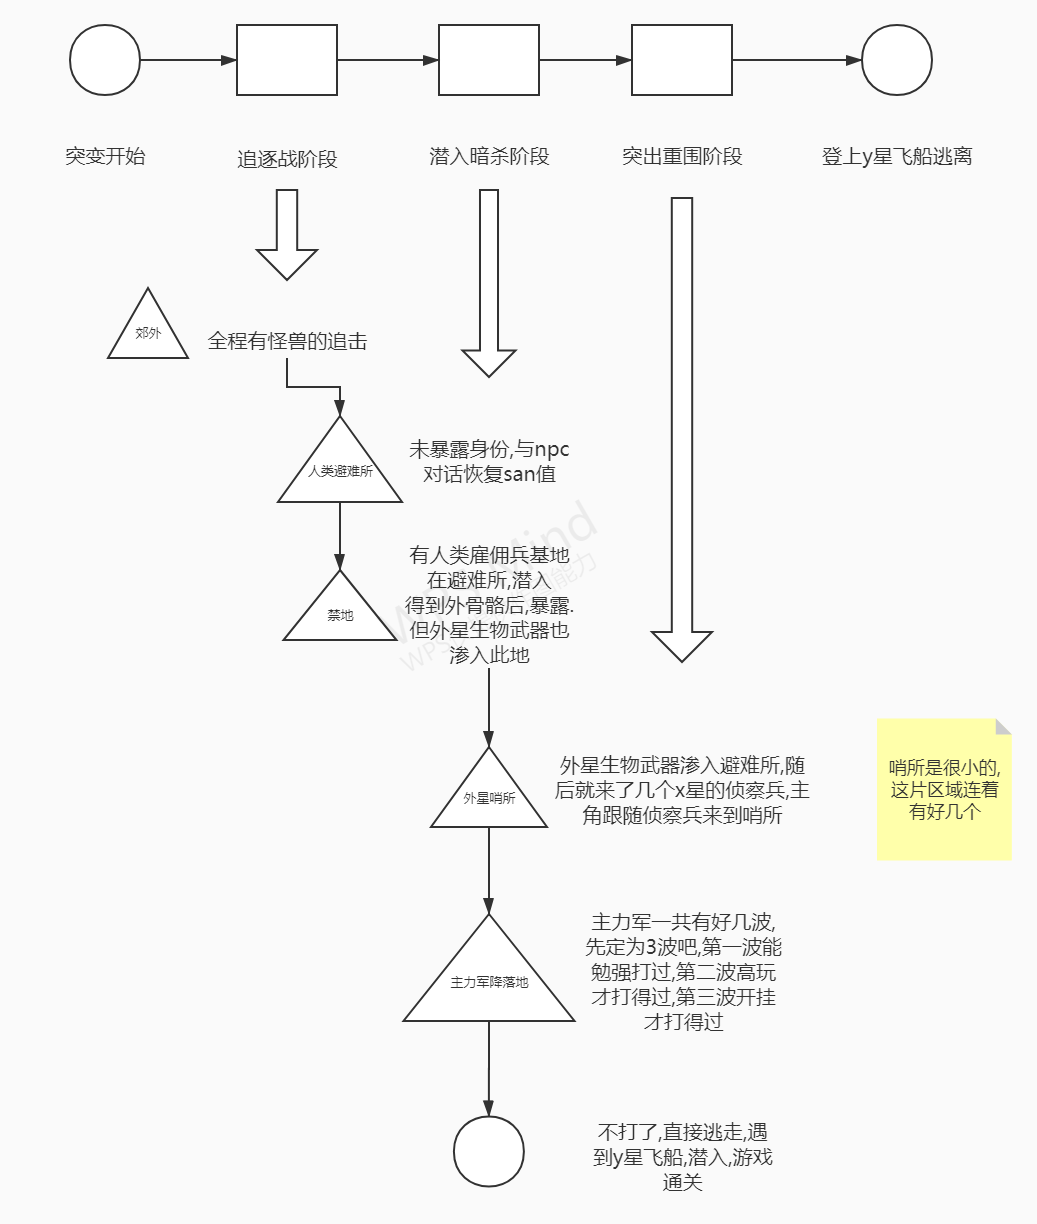 突变开始
追逐战阶段
潜入暗杀阶段
突出重围阶段
登上y星飞船逃离
郊外
全程有怪兽的追击
人类避难所
未暴露身份,与npc
对话恢复san值
禁地
有人类雇佣兵基地
在避难所,潜入
得到外骨骼后,暴露.
但外星生物武器也
渗入此地
外星哨所
外星生物武器渗入避难所,随
后就来了几个x星的侦察兵,主
角跟随侦察兵来到哨所
哨所是很小的,
这片区域连着
有好几个
主力军降落地
主力军一共有好几波,
先定为3波吧,第一波能
勉强打过,第二波高玩
才打得过,第三波开挂
才打得过
不打了,直接逃走,遇
到y星飞船,潜入,游戏
通关